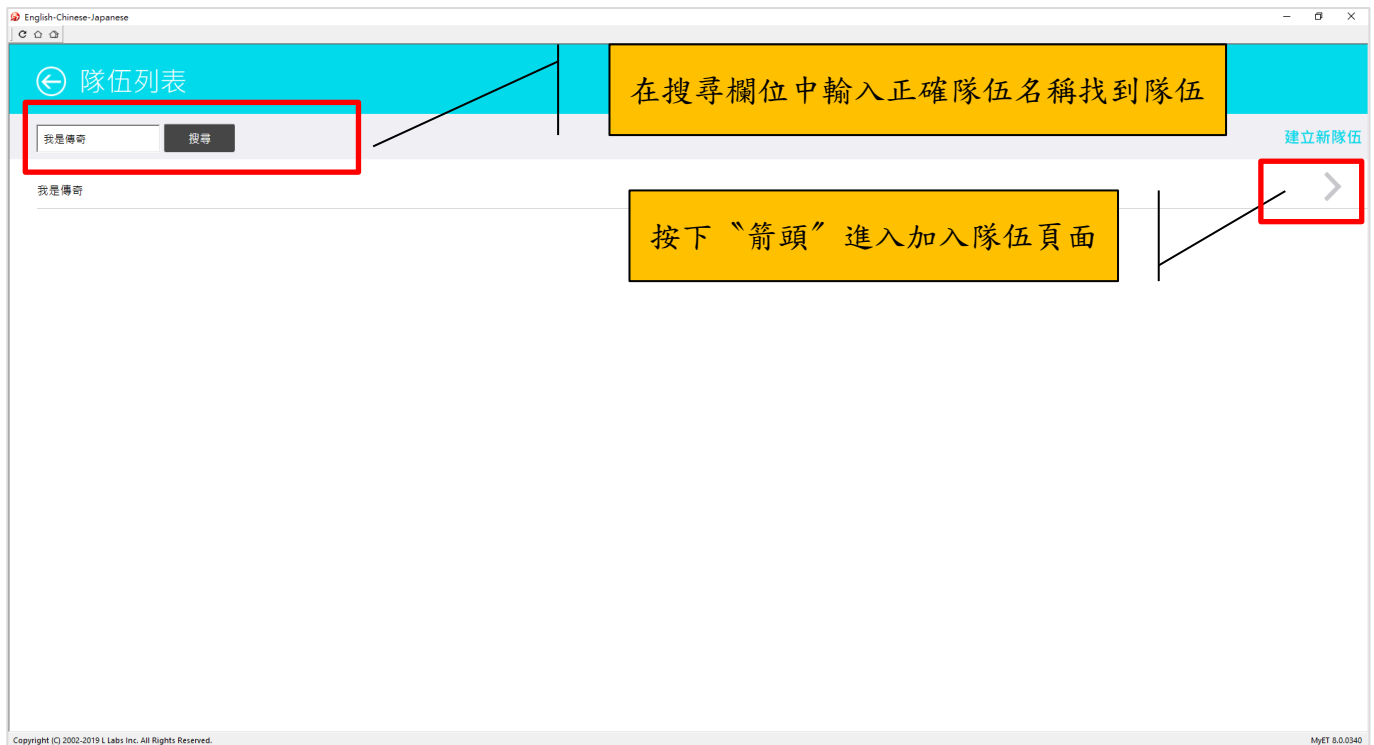 English-Chinese-Japanese
隊伍列表
在搜尋欄位中輸入正確隊伍名稱找到隊伍
我是傳奇 搜尋
建立新隊伍
我是傳奇
按下〝箭頭〞進入加入隊伍頁面
Copyright (C) 2002-2019 L Labs Inc. All Rights Reserved.
MyET 8.0.0340